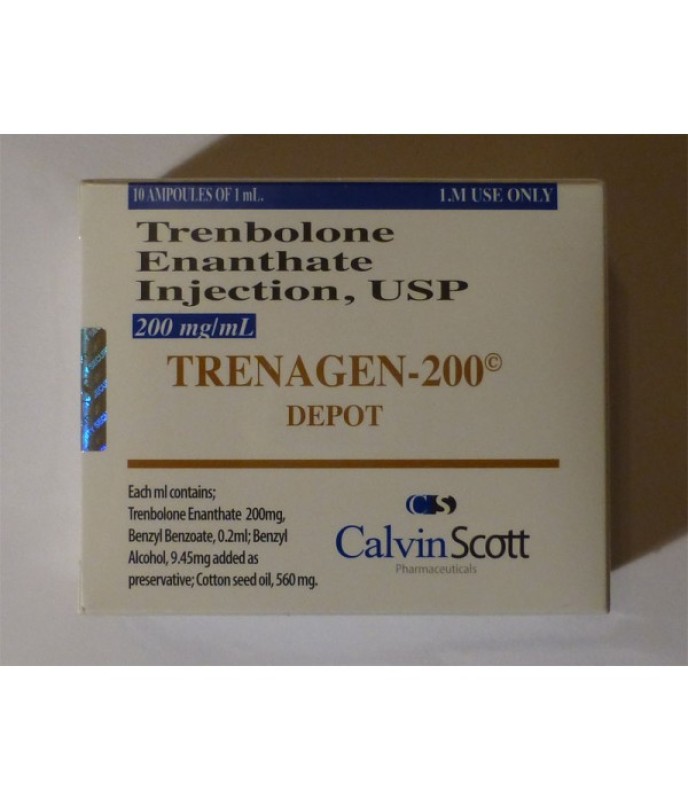 10 AMPOULES OF 1 mL. 1.M USE ONLY
Trenbolone
Enanthate
Injection, USP
200 mg/mL
TRENAGEN-200©
DEPOT
Each ml contains;
Trenbolone Enanthate 200mg,
Benzyl Benzoate, 0.2ml; Benzyl
Alcohol, 9.45mg added as
preservative; Cotton seed oil, 560 mg.
CS
CalvinScott
Pharmaceuticals